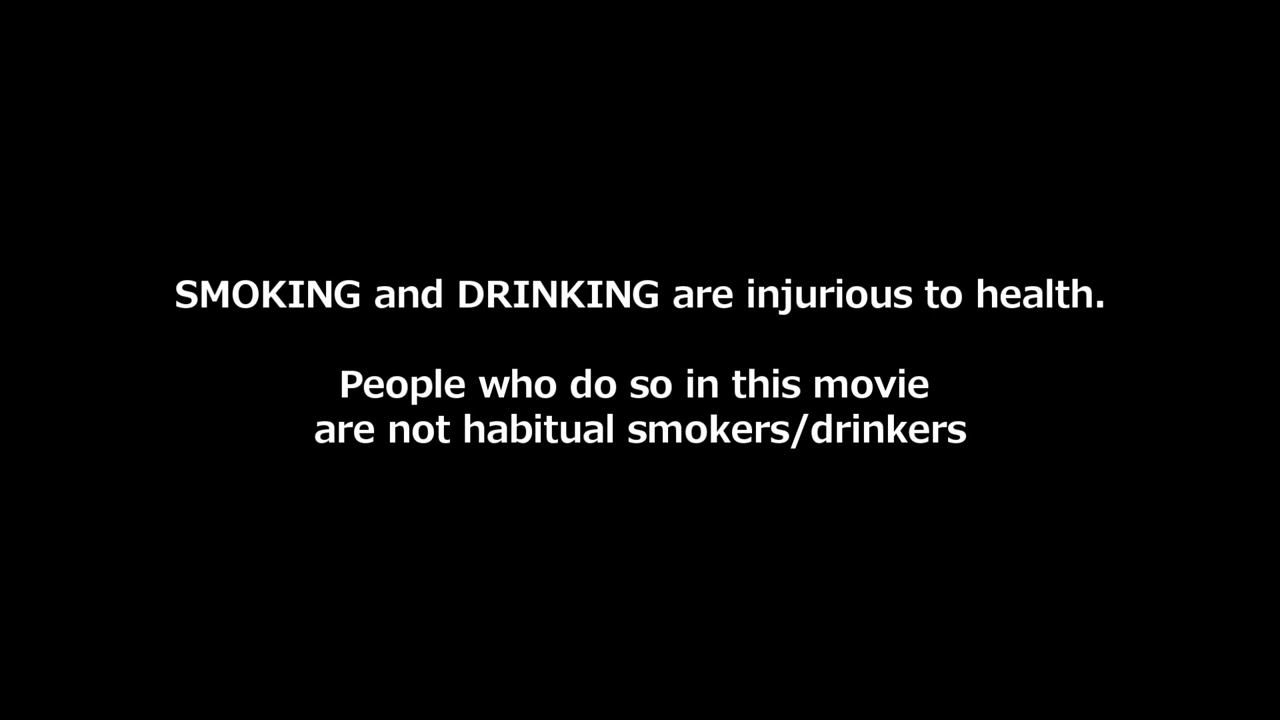 SMOKING and DRINKING are injurious to health.
People who do so in this movie
are not habitual smokers/drinkers